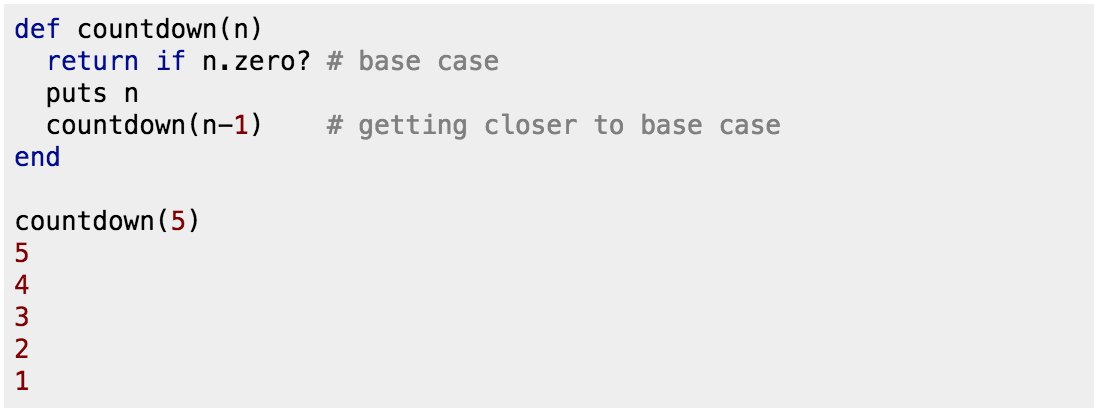 def countdown(n)
  return if n.zero? # base case
  puts n
  countdown(n-1)    # getting closer to base case
end

countdown(5)
5
4
3
2
1